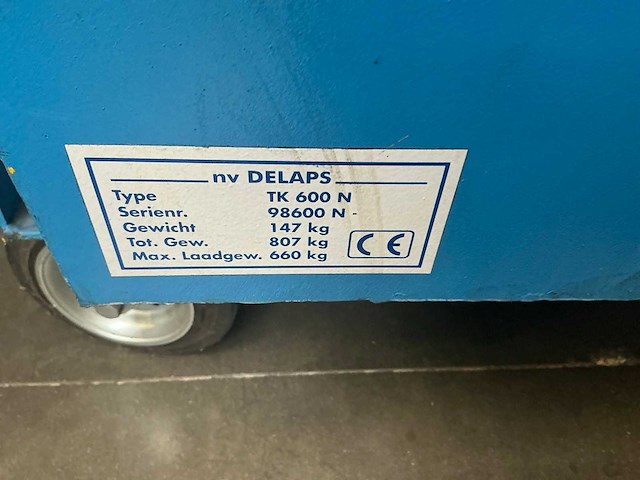 nv DELAPS
Type TK 600 N
Serienr. 98600 N -
Gewicht 147 kg
Tot. Gew. 807 kg
Max. Laadgew. 660 kg
CE